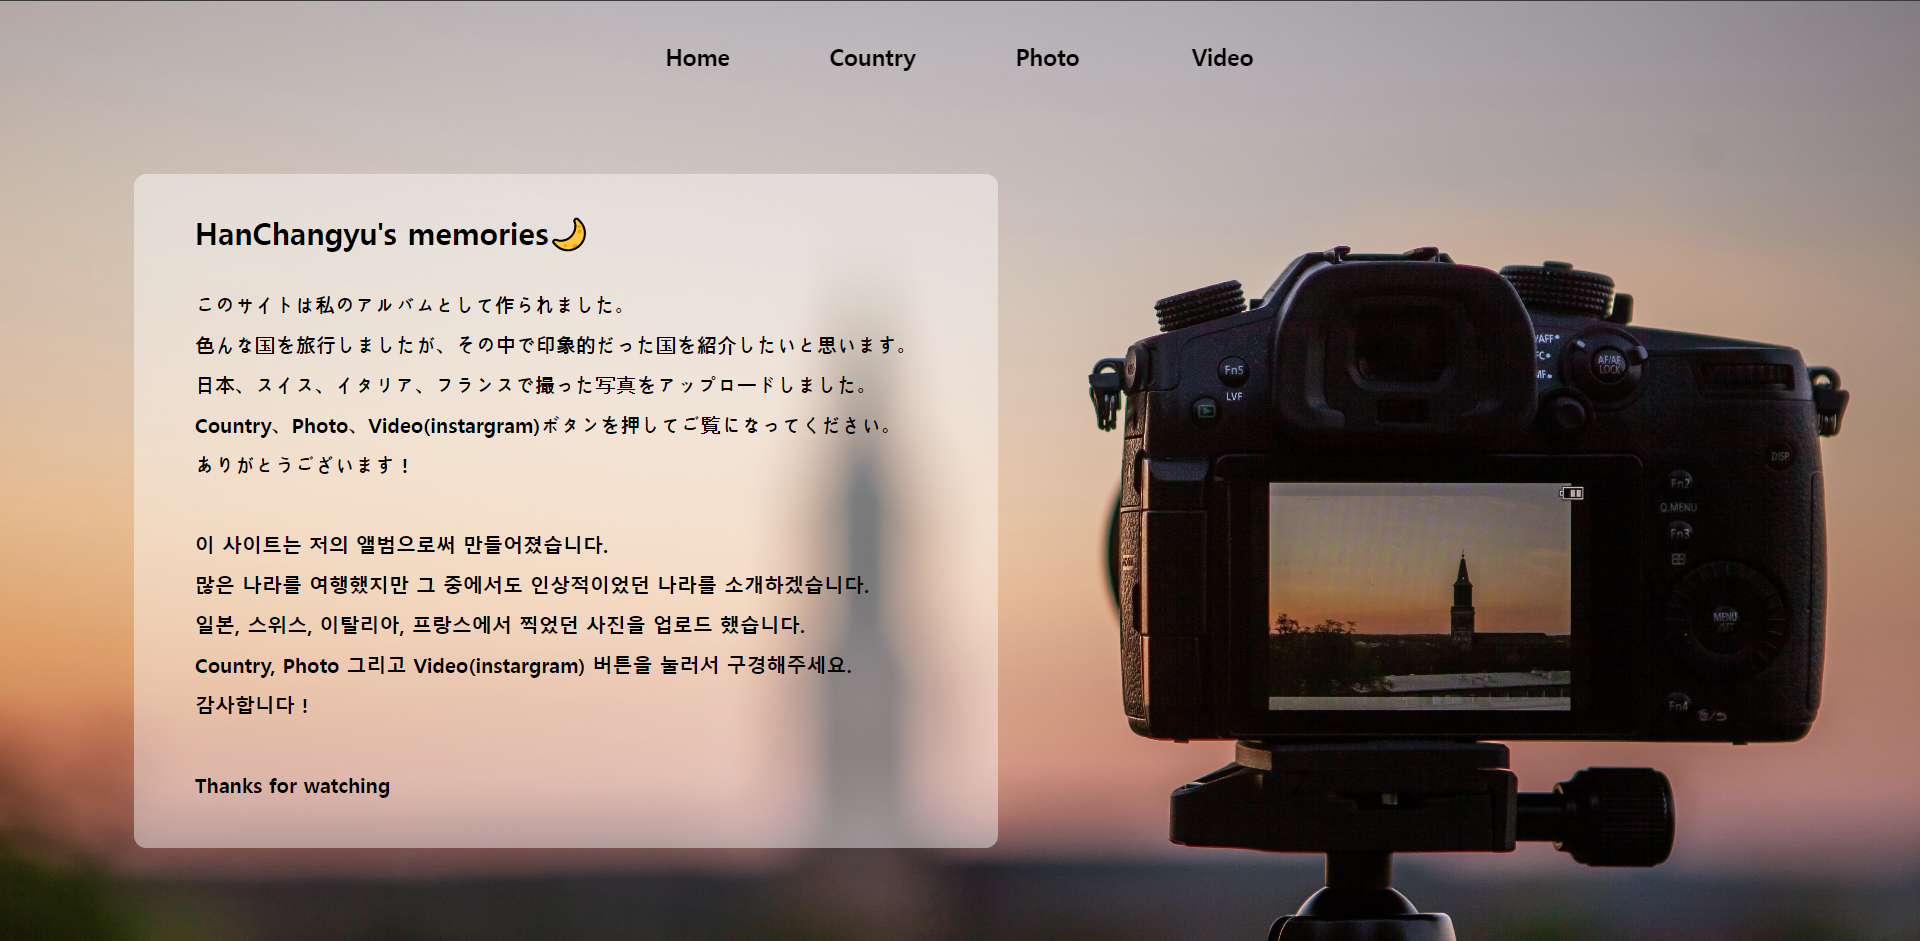 Home Country Photo Video
HanChangyu's memories🌙
このサイトは私のアルバムとして作られました。
色んな国を旅行しましたが、その中で印象的だった国を紹介したいと思います。
日本、スイス、イタリア、フランスで撮った写真をアップロードしました。
Country、Photo、Video(instargram)ボタンを押してご覧になってください。
ありがとうございます！
이 사이트는 저의 앨범으로써 만들어졌습니다.
많은 나라를 여행했지만 그 중에서도 인상적이었던 나라를 소개하겠습니다.
일본, 스위스, 이탈리아, 프랑스에서 찍었던 사진을 업로드 했습니다.
Country, Photo 그리고 Video(instargram) 버튼을 눌러서 구경해주세요.
감사합니다 !
Thanks for watching
/AFF
FC
MF
AF/AE
LOCK
Fn5
LVF
DISP
Fn2
Q.MENU
Fn3
MENU
/SET
Fn4